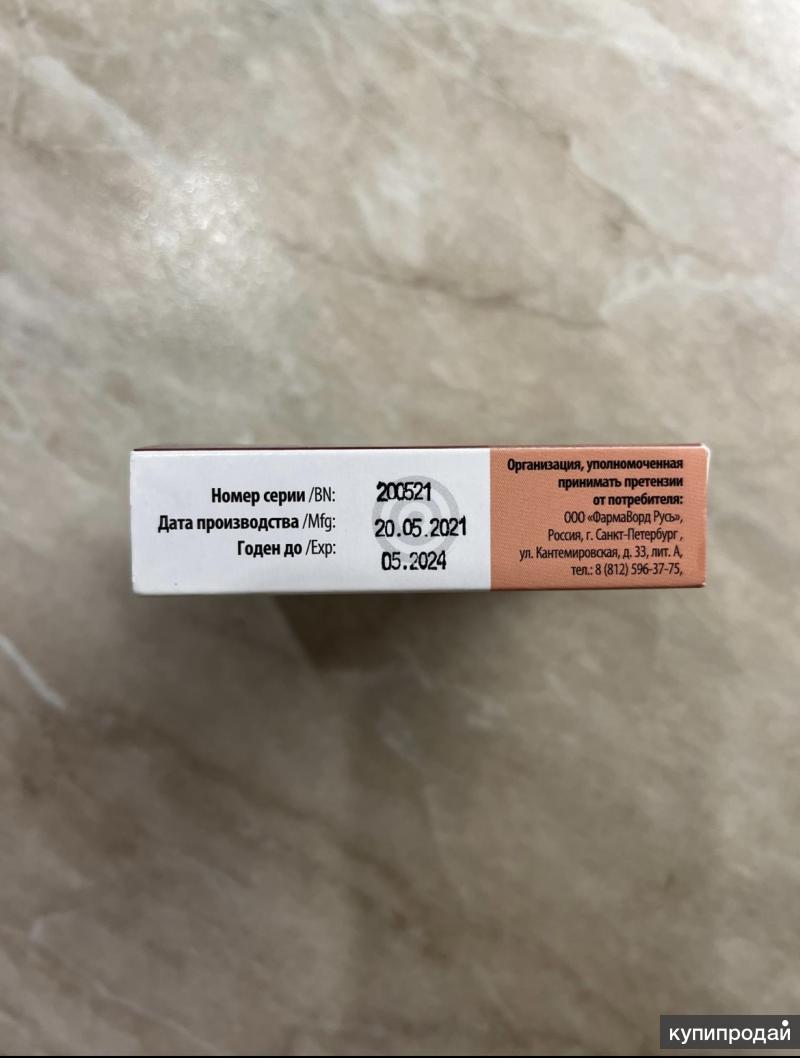 Номер серии /BN: 200521
Дата производства /Mfg: 20.05.2021
Годен до /Exp: 05.2024
Организация, уполномоченная
принимать претензии
от потребителя:
ООО «ФармаВорд Русь»,
Россия, г. Санкт-Петербург ,
ул. Кантемировская, д. 33, лит. А,
тел.: 8 (812) 596-37-75,
купипродай